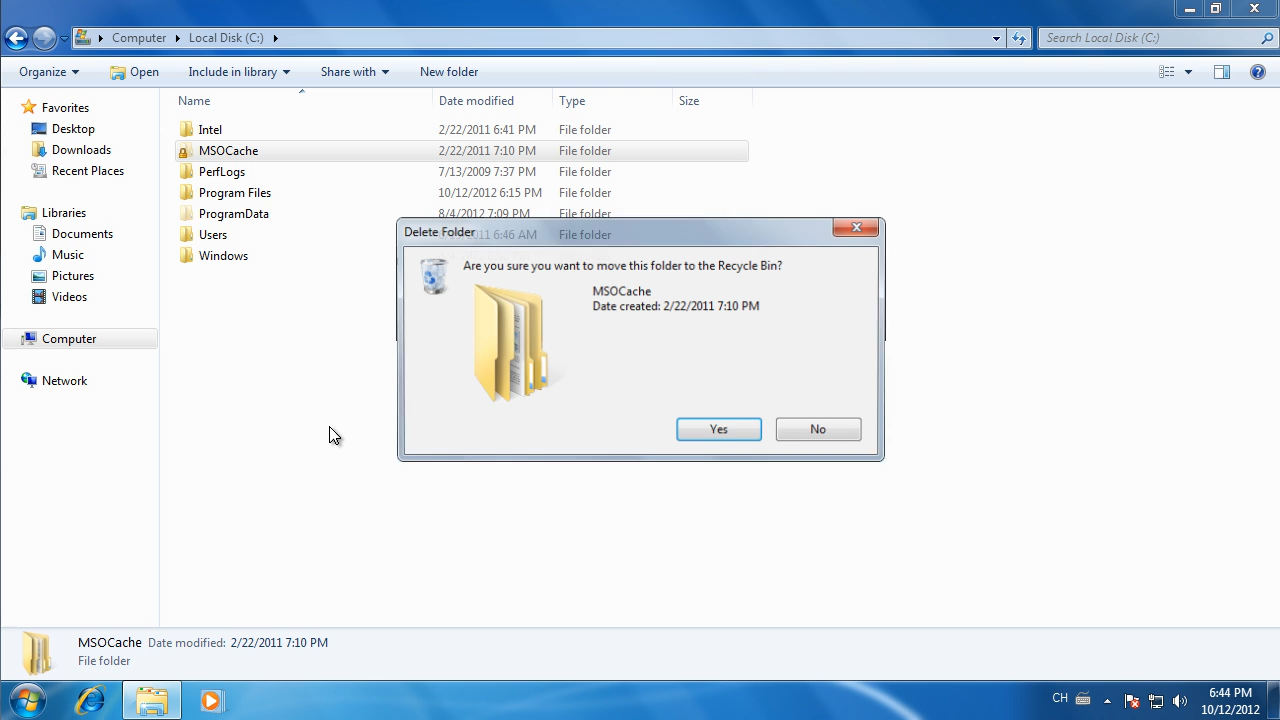 Computer Local Disk (C:) Search Local Disk (C:)
Organize Open Include in library Share with New folder
Name Date modified Type Size
Favorites
Desktop
Downloads
Recent Places
Libraries
Documents
Music
Pictures
Videos
Computer
Network
Intel 2/22/2011 6:41 PM File folder
MSOCache 2/22/2011 7:10 PM File folder
PerfLogs 7/13/2009 7:37 PM File folder
Program Files 10/12/2012 6:15 PM File folder
ProgramData 8/4/2012 7:09 PM File folder
Users 6:46 AM File folder
Windows
Delete Folder
Are you sure you want to move this folder to the Recycle Bin?
MSOCache
Date created: 2/22/2011 7:10 PM
Yes No
MSOCache Date modified: 2/22/2011 7:10 PM
File folder
CH 6:44 PM
10/12/2012